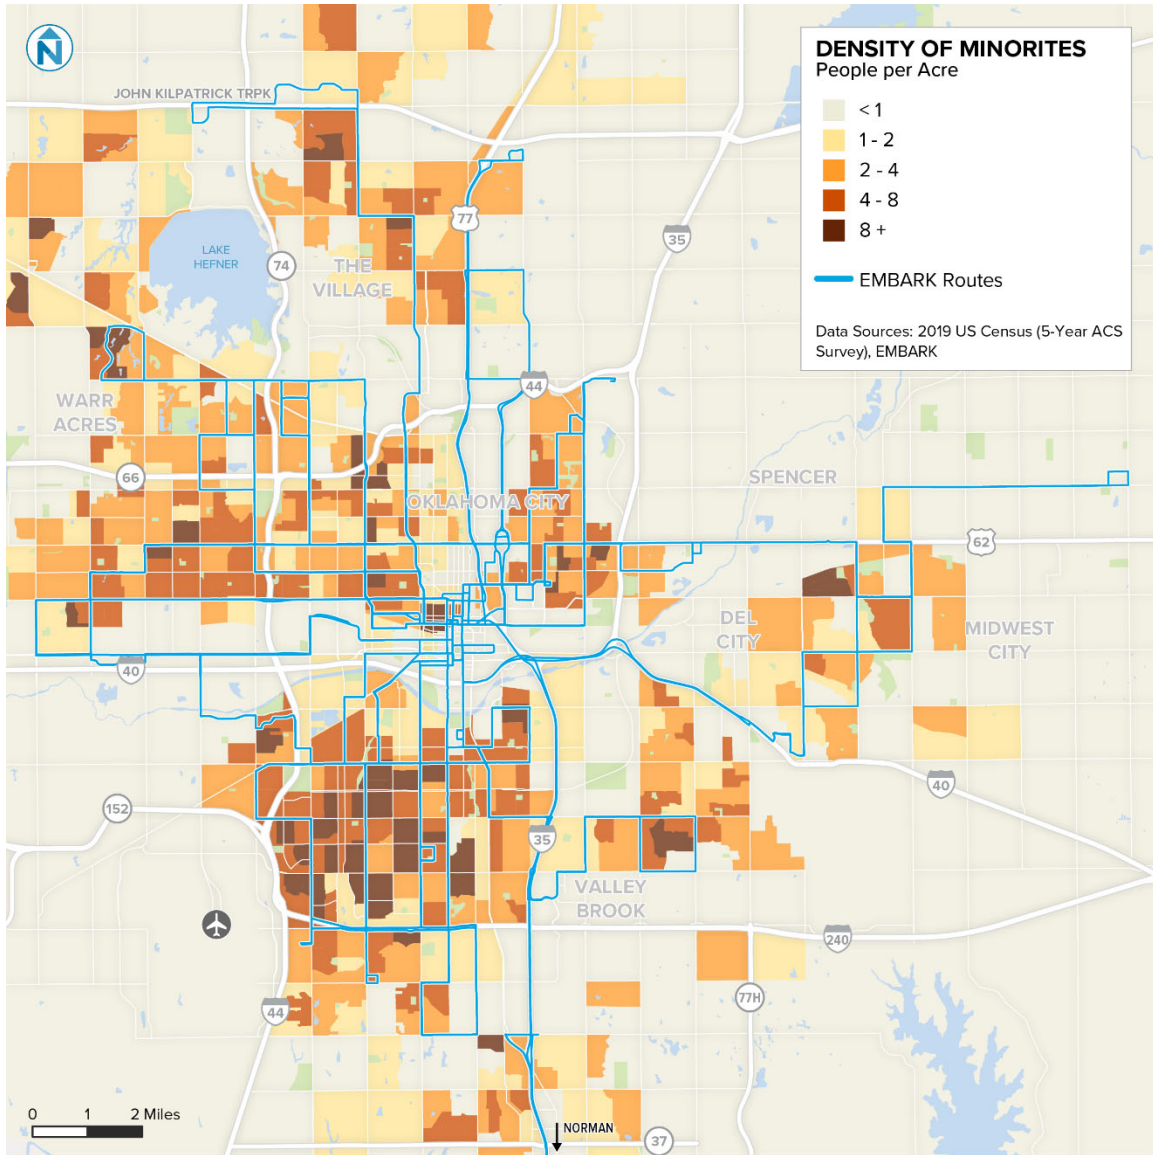 N
DENSITY OF MINORITES
People per Acre
< 1
1 - 2
2 - 4
4 - 8
8 +
EMBARK Routes
Data Sources: 2019 US Census (5-Year ACS
Survey), EMBARK
JOHN KILPATRICK TRPK
77
35
LAKE
HEFNER
74
THE
VILLAGE
44
WARR
ACRES
66
SPENCER
OKLAHOMA CITY
62
DEL
CITY
MIDWEST
CITY
40
40
152
35
VALLEY
BROOK
240
77H
44
0 1 2 Miles
NORMAN
37